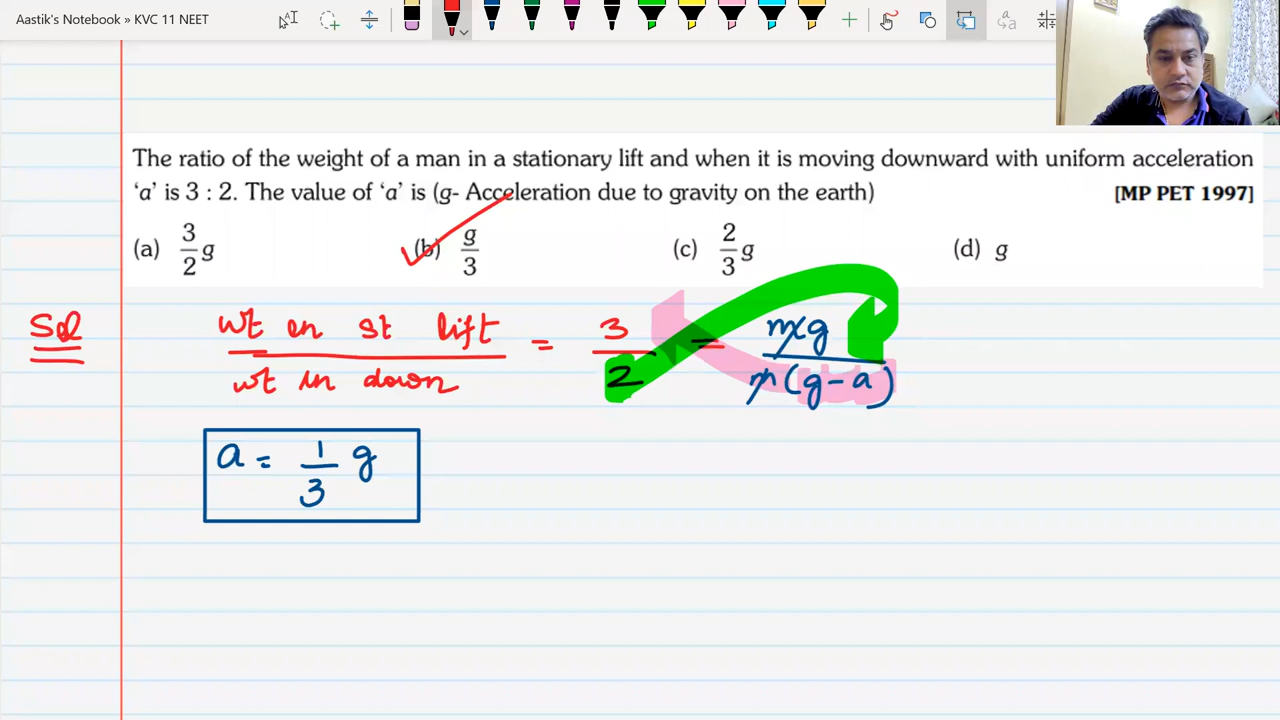 Aastik's Notebook » KVC 11 NEET
The ratio of the weight of a man in a stationary lift and when it is moving downward with uniform acceleration
'a' is 3 : 2. The value of 'a' is (g- Acceleration due to gravity on the earth) [MP PET 1997]
(a) 3/2 g (b) g/3 (c) 2/3 g (d) g
Sol wt in st lift / wt in down = 3/2 = mg / m(g-a)
a = 1/3 g